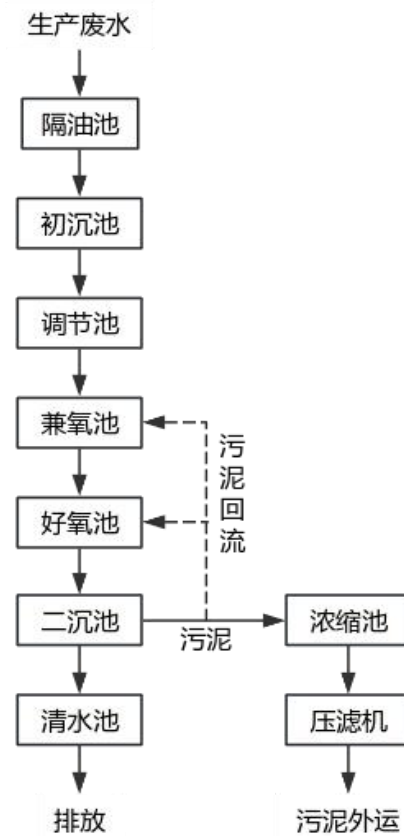 生产废水
隔油池
初沉池
调节池
兼氧池
好氧池
污泥回流
二沉池
污泥
浓缩池
清水池
压滤机
排放
污泥外运